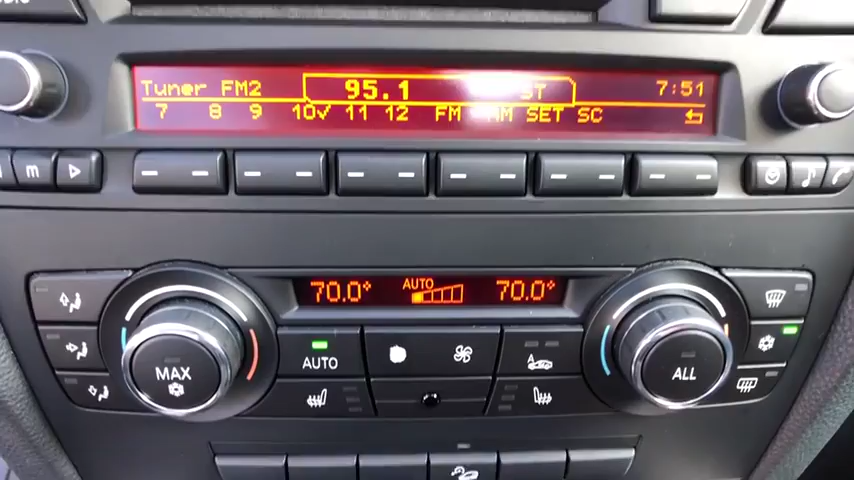 Tuner FM2 95.1 ST 7:51
7 8 9 10✓ 11 12 FM AM SET SC
m
70.0° AUTO 70.0°
MAX AUTO A ALL